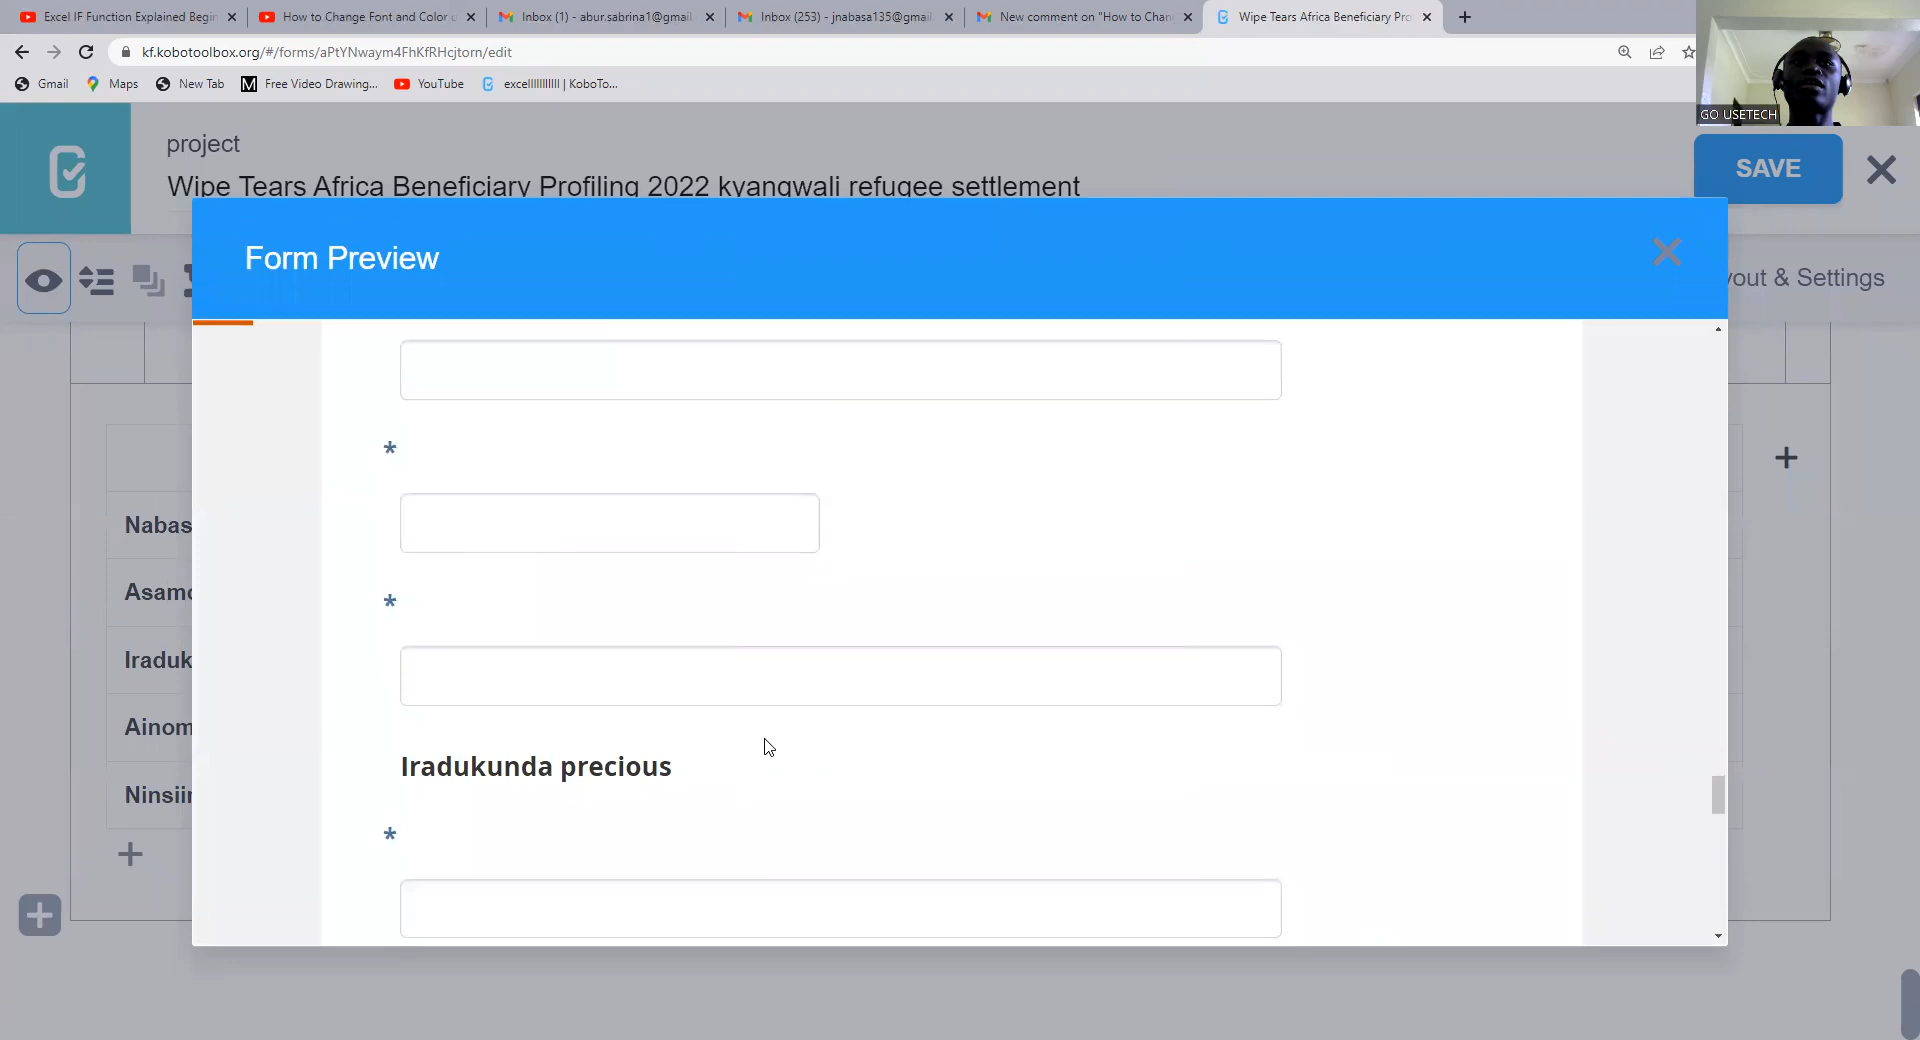 Excel IF Function Explained Begin
How to Change Font and Color o
Inbox (1) - abur.sabrina1@gmail.
Inbox (253) - jnabasa135@gmail.
New comment on "How to Chan
Wipe Tears Africa Beneficiary Pro
kf.kobotoolbox.org/#/forms/aPtYNwaym4FhKfRHcjtorn/edit
Gmail
Maps
New Tab
Free Video Drawing...
YouTube
excelllllllllll | KoboTo...
GO USETECH
project
Wipe Tears Africa Beneficiary Profiling 2022 kyangwali refugee settlement
SAVE
Form Preview
yout & Settings
*
*
Nabas
Asamo
Iraduk
Ainom
Ninsiin
Iradukunda precious
*